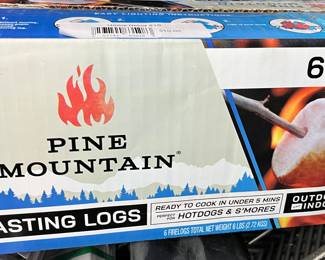 EASY LIGHTING INSTRUCTIONS
6
PINE
MOUNTAIN®
ASTING LOGS
READY TO COOK IN UNDER 5 MINS
PERFECT FOR HOTDOGS & S'MORES
OUTDO
INDO
6 FIRELOGS TOTAL NET WEIGHT 6 LBS (2.72 KGS)